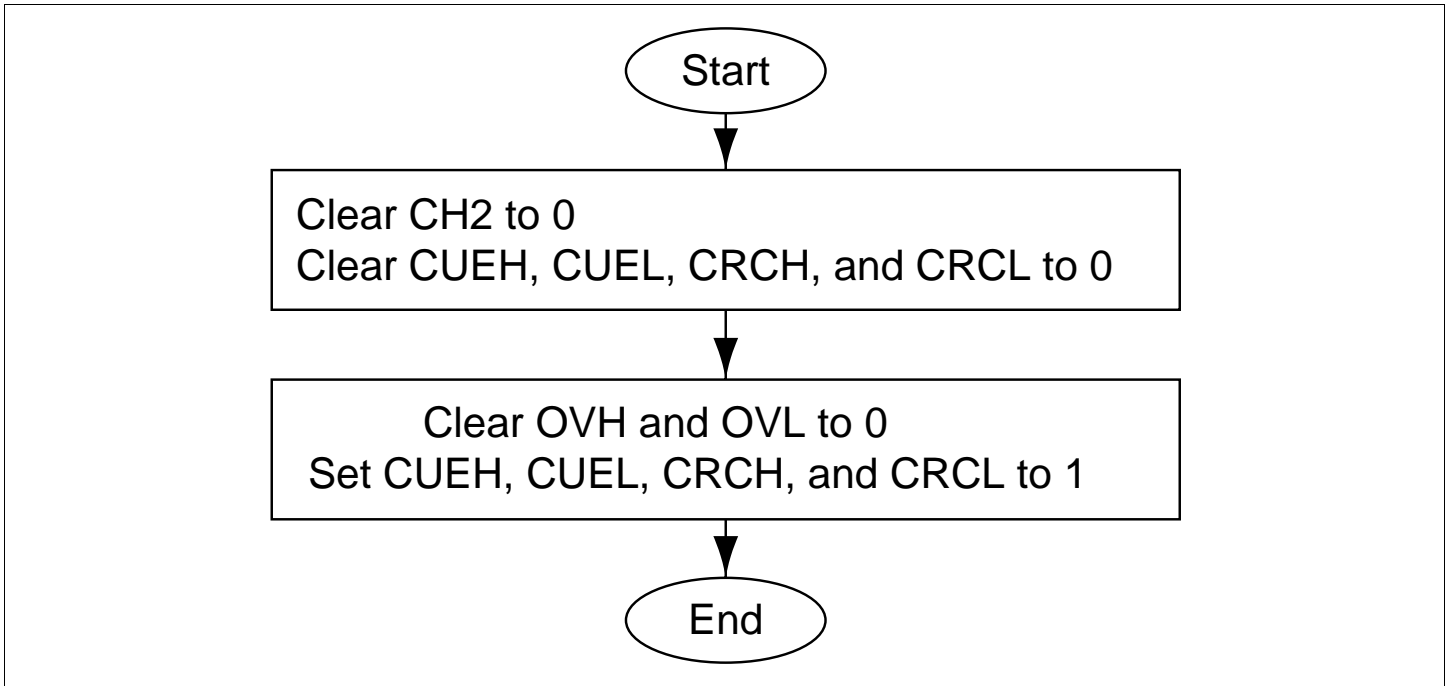 Start
Clear CH2 to 0
Clear CUEH, CUEL, CRCH, and CRCL to 0
Clear OVH and OVL to 0
Set CUEH, CUEL, CRCH, and CRCL to 1
End